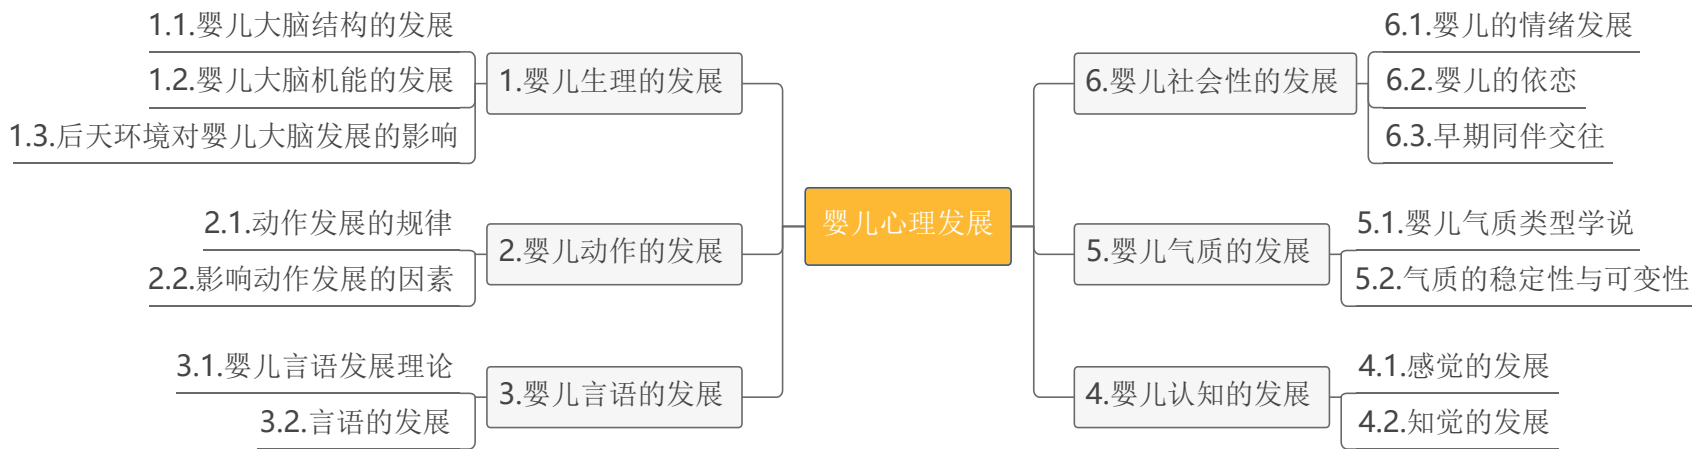 婴儿心理发展
1.婴儿生理的发展
1.1.婴儿大脑结构的发展
1.2.婴儿大脑机能的发展
1.3.后天环境对婴儿大脑发展的影响
2.婴儿动作的发展
2.1.动作发展的规律
2.2.影响动作发展的因素
3.婴儿言语的发展
3.1.婴儿言语发展理论
3.2.言语的发展
4.婴儿认知的发展
4.1.感觉的发展
4.2.知觉的发展
5.婴儿气质的发展
5.1.婴儿气质类型学说
5.2.气质的稳定性与可变性
6.婴儿社会性的发展
6.1.婴儿的情绪发展
6.2.婴儿的依恋
6.3.早期同伴交往